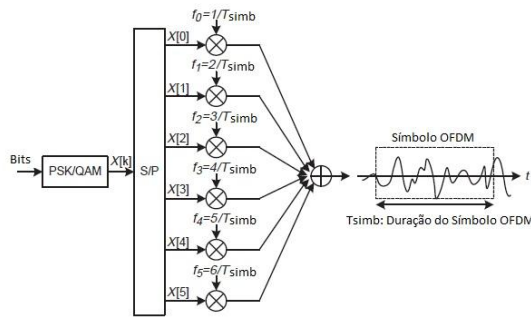 f0=1/Tsimb
X[0]
f1=2/Tsimb
X[1]
f2=3/Tsimb
X[2]
Bits
PSK/QAM
X[k]
S/P
f3=4/Tsimb
X[3]
f4=5/Tsimb
X[4]
f5=6/Tsimb
X[5]
Símbolo OFDM
t
Tsimb: Duração do Símbolo OFDM